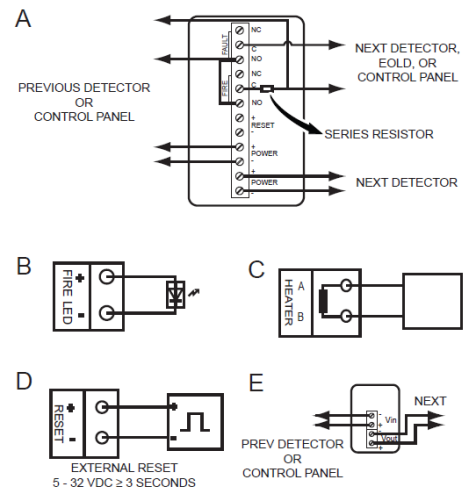 A
FAULT
NC
C
NO
FIRE
NC
C
NO
+
RESET
-
+
POWER
-
+
POWER
-
PREVIOUS DETECTOR
OR
CONTROL PANEL
NEXT DETECTOR,
EOLD, OR
CONTROL PANEL
SERIES RESISTOR
NEXT DETECTOR
B
FIRE LED
+
-
C
HEATER
A
B
D
RESET
+
-
+
-
EXTERNAL RESET
5 - 32 VDC ≥ 3 SECONDS
E
NEXT
-
Vin
+
-
Vout
+
PREV DETECTOR
OR
CONTROL PANEL